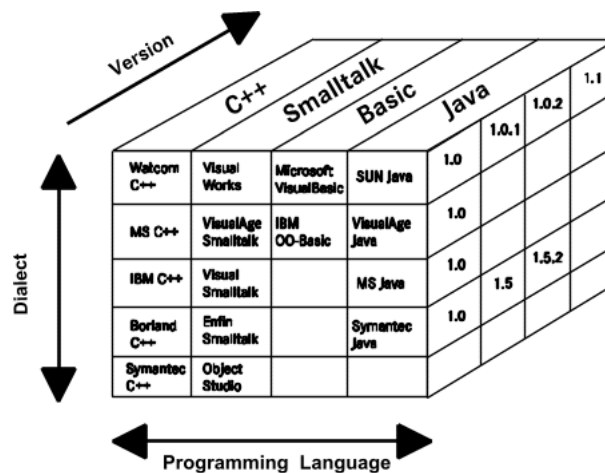 Version
C++
Smalltalk
Basic
Java
1.0
1.0.1
1.0.2
1.1
Watcom
C++
Visual
Works
Microsoft
VisualBasic
SUN Java
1.0
MS C++
VisualAge
Smalltalk
IBM
OO-Basic
VisualAge
Java
1.0
1.5
1.5.2
IBM C++
Visual
Smalltalk
MS Java
1.0
Borland
C++
Enfin
Smalltalk
Symantec
Java
Symantec
C++
Object
Studio
Dialect
Programming Language